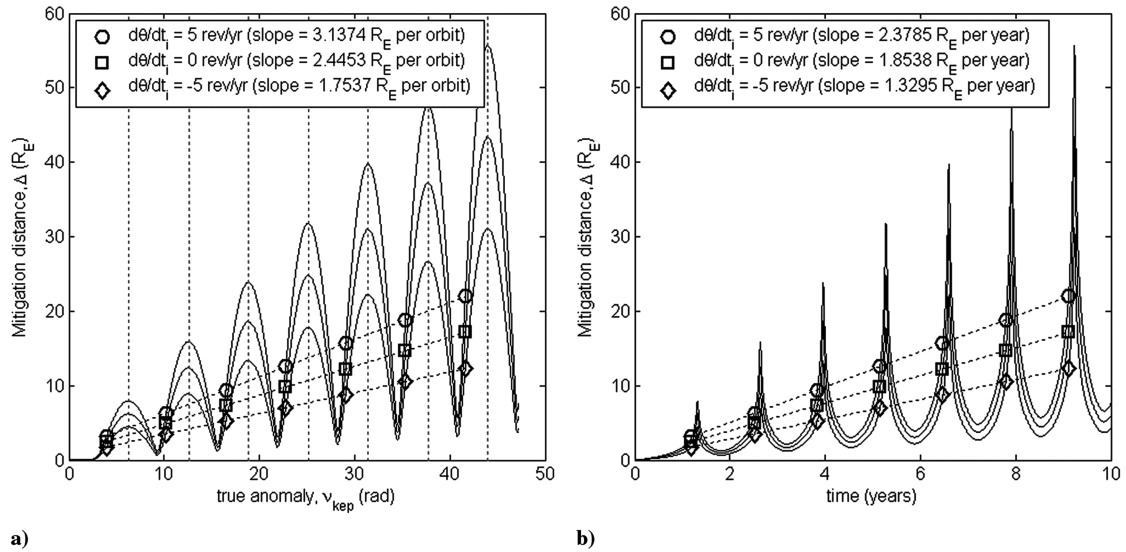 60
50
40
30
20
10
0
Mitigation distance, Δ (R_E)
dθ/dt_i = 5 rev/yr (slope = 3.1374 R_E per orbit)
dθ/dt_i = 0 rev/yr (slope = 2.4453 R_E per orbit)
dθ/dt_i = -5 rev/yr (slope = 1.7537 R_E per orbit)
0 10 20 30 40 50
true anomaly, ν_kep (rad)
a)
60
50
40
30
20
10
0
Mitigation distance, Δ (R_E)
dθ/dt_i = 5 rev/yr (slope = 2.3785 R_E per year)
dθ/dt_i = 0 rev/yr (slope = 1.8538 R_E per year)
dθ/dt_i = -5 rev/yr (slope = 1.3295 R_E per year)
0 2 4 6 8 10
time (years)
b)